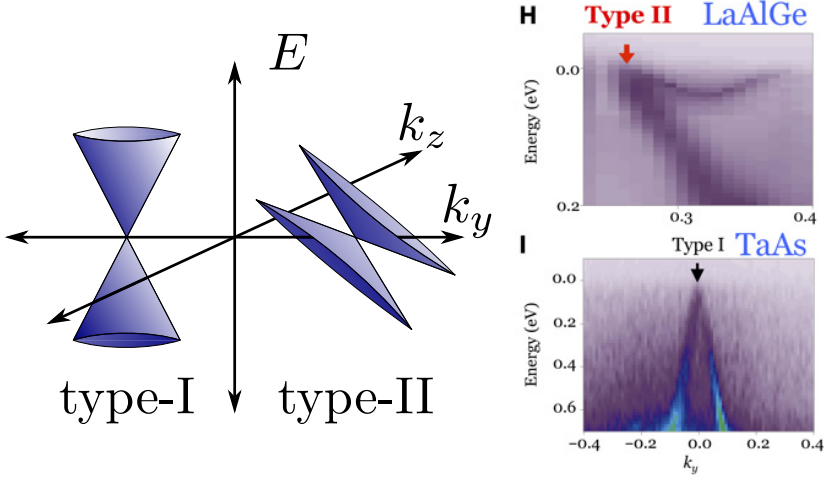 E
k_z
k_y
type-I
type-II
H Type II LaAlGe
Energy (eV)
0.0
0.2
0.3
0.4
I Type I TaAs
Energy (eV)
0.0
0.2
0.4
0.6
−0.4 −0.2 0.0 0.2 0.4
k_y